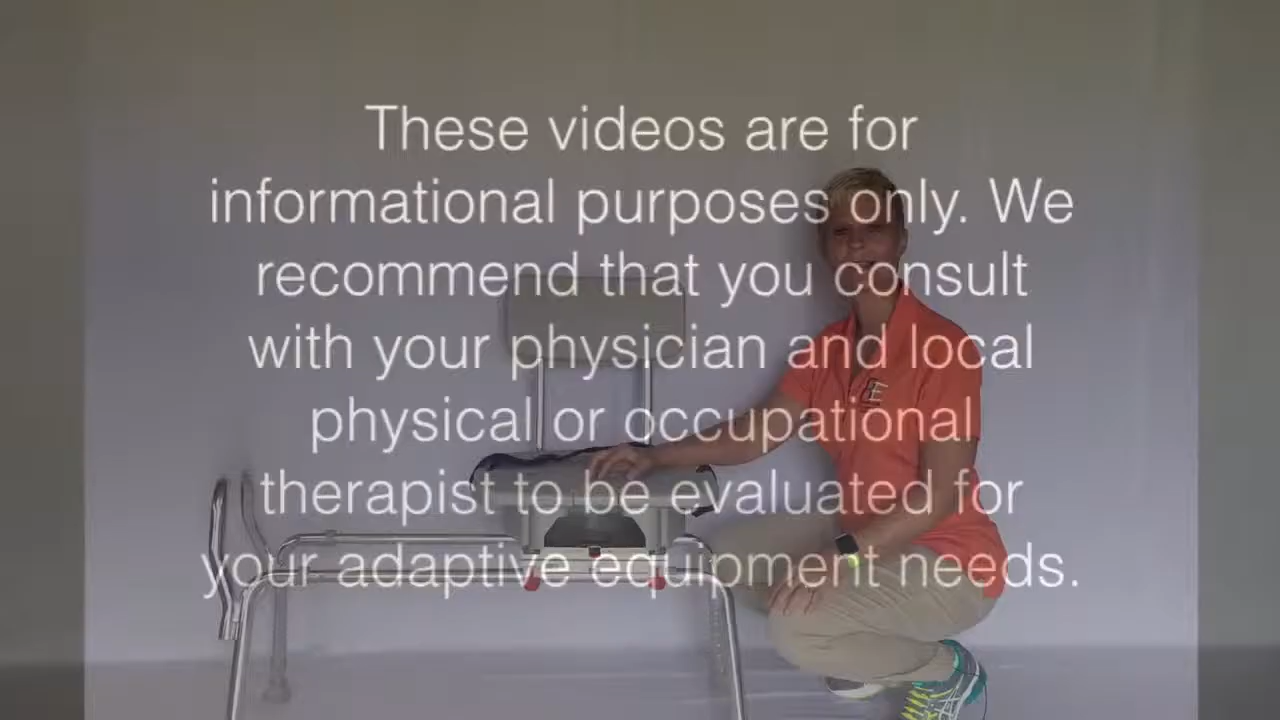 These videos are for
informational purposes only. We
recommend that you consult
with your physician and local
physical or occupational
therapist to be evaluated for
your adaptive equipment needs.